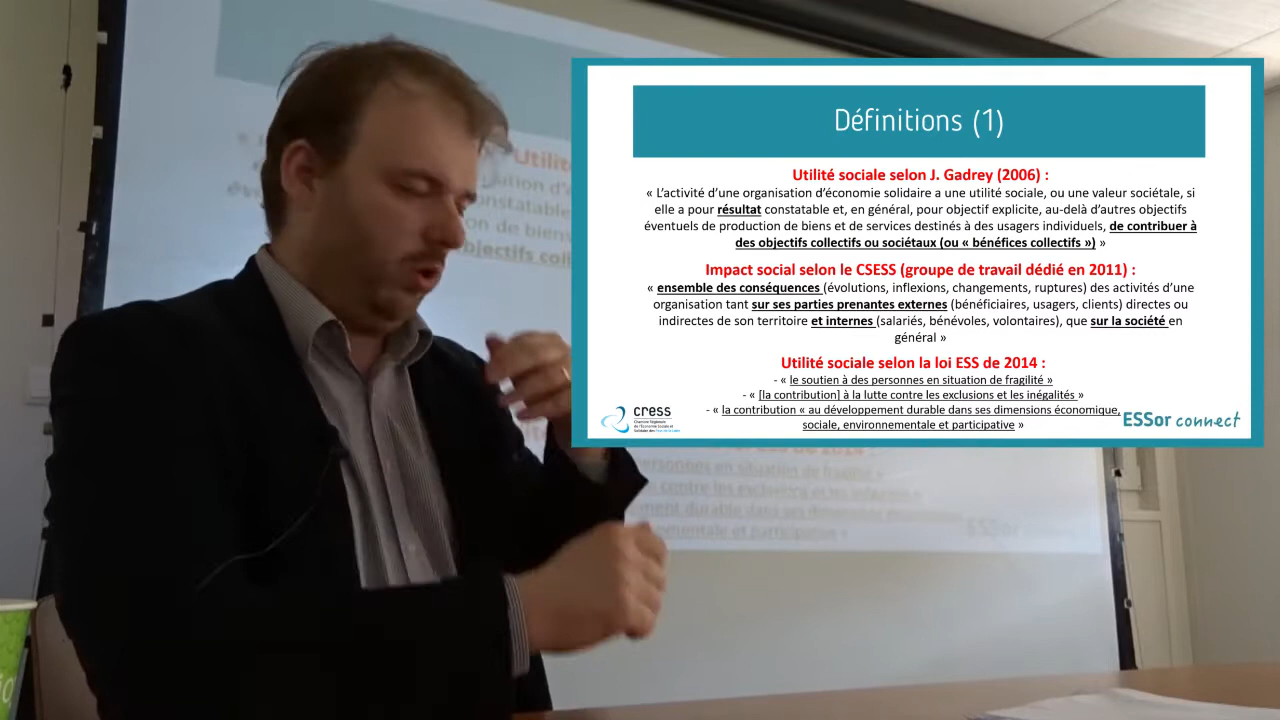 Définitions (1)
Utilité sociale selon J. Gadrey (2006) :
« L'activité d'une organisation d'économie solidaire a une utilité sociale, ou une valeur sociétale, si
elle a pour résultat constatable et, en général, pour objectif explicite, au-delà d'autres objectifs
éventuels de production de biens et de services destinés à des usagers individuels, de contribuer à
des objectifs collectifs ou sociétaux (ou « bénéfices collectifs ») »
Impact social selon le CSESS (groupe de travail dédié en 2011) :
« ensemble des conséquences (évolutions, inflexions, changements, ruptures) des activités d'une
organisation tant sur ses parties prenantes externes (bénéficiaires, usagers, clients) directes ou
indirectes de son territoire et internes (salariés, bénévoles, volontaires), que sur la société en
général »
Utilité sociale selon la loi ESS de 2014 :
- « le soutien à des personnes en situation de fragilité »
- « [la contribution] à la lutte contre les exclusions et les inégalités »
- « la contribution « au développement durable dans ses dimensions économique,
sociale, environnementale et participative »
cress
Chambre Régionale
de l'Économie Sociale et
ESSor connect